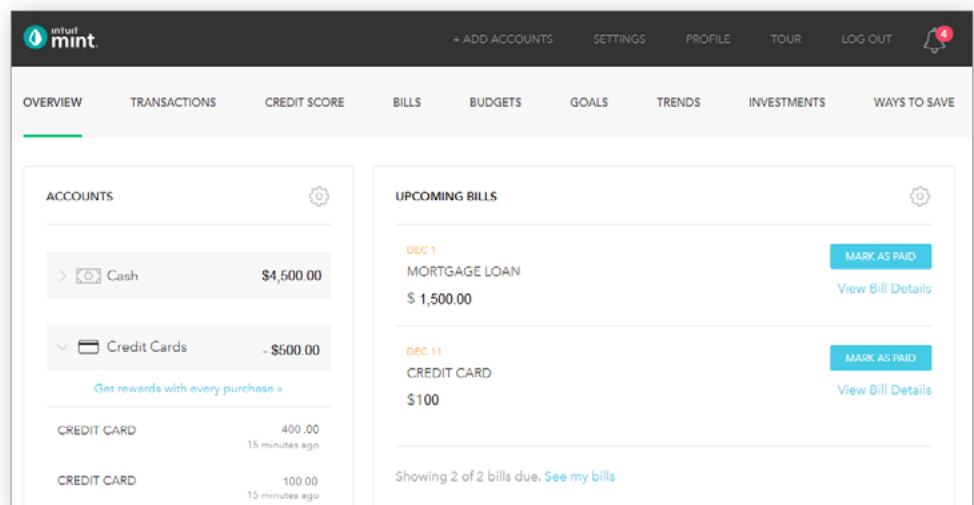 intuit
mint.
+ ADD ACCOUNTS SETTINGS PROFILE TOUR LOG OUT 4
OVERVIEW TRANSACTIONS CREDIT SCORE BILLS BUDGETS GOALS TRENDS INVESTMENTS WAYS TO SAVE
ACCOUNTS
Cash $4,500.00
Credit Cards - $500.00
Get rewards with every purchase »
CREDIT CARD 400.00
15 minutes ago
CREDIT CARD 100.00
15 minutes ago
UPCOMING BILLS
DEC 1
MORTGAGE LOAN
$ 1,500.00
MARK AS PAID
View Bill Details
DEC 11
CREDIT CARD
$100
MARK AS PAID
View Bill Details
Showing 2 of 2 bills due. See my bills